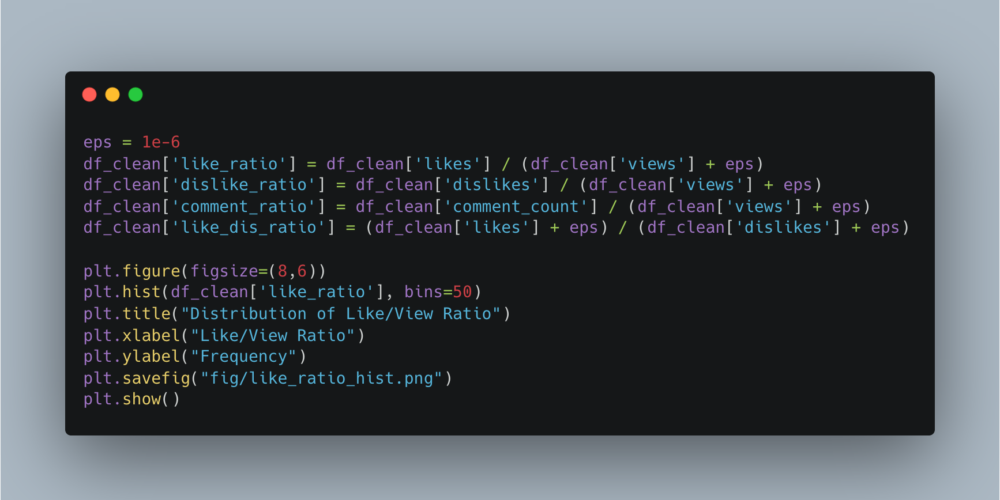 eps = 1e-6
df_clean['like_ratio'] = df_clean['likes'] / (df_clean['views'] + eps)
df_clean['dislike_ratio'] = df_clean['dislikes'] / (df_clean['views'] + eps)
df_clean['comment_ratio'] = df_clean['comment_count'] / (df_clean['views'] + eps)
df_clean['like_dis_ratio'] = (df_clean['likes'] + eps) / (df_clean['dislikes'] + eps)
plt.figure(figsize=(8,6))
plt.hist(df_clean['like_ratio'], bins=50)
plt.title("Distribution of Like/View Ratio")
plt.xlabel("Like/View Ratio")
plt.ylabel("Frequency")
plt.savefig("fig/like_ratio_hist.png")
plt.show()